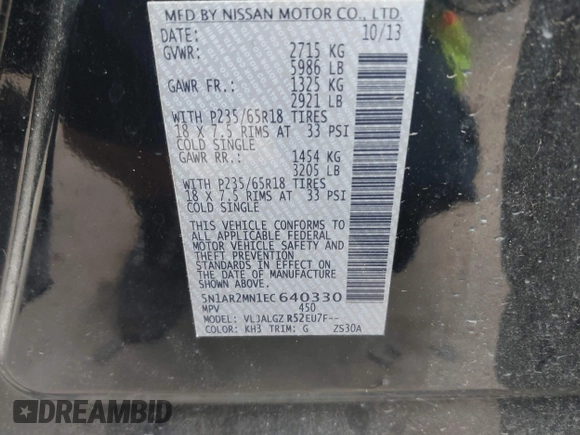 MFD BY NISSAN MOTOR CO., LTD.
DATE: 10/13
GVWR: 2715 KG
5986 LB
GAWR FR.: 1325 KG
2921 LB
WITH P235/65R18 TIRES
18 X 7.5 RIMS AT 33 PSI
COLD SINGLE
GAWR RR.: 1454 KG
3205 LB
WITH P235/65R18 TIRES
18 X 7.5 RIMS AT 33 PSI
COLD SINGLE
THIS VEHICLE CONFORMS TO
ALL APPLICABLE FEDERAL
MOTOR VEHICLE SAFETY AND
THEFT PREVENTION
STANDARDS IN EFFECT ON
THE DATE OF MANUFACTURE
SHOWN ABOVE.
5N1AR2MN1EC640330
MPV 450
MODEL: VLJALGZ R52EU7F--
COLOR: KH3 TRIM: G ZS30A
DREAMBID